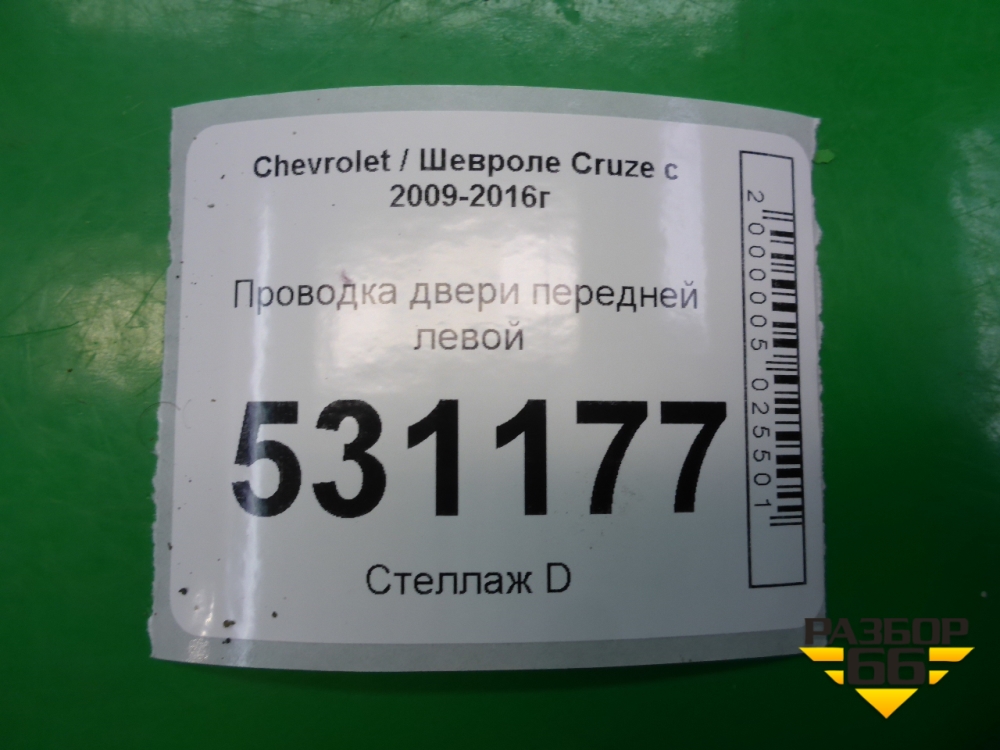 Chevrolet / Шевроле Cruze с
2009-2016г
Проводка двери передней
левой
531177
Стеллаж D
2000005025501
РАЗБОР
66